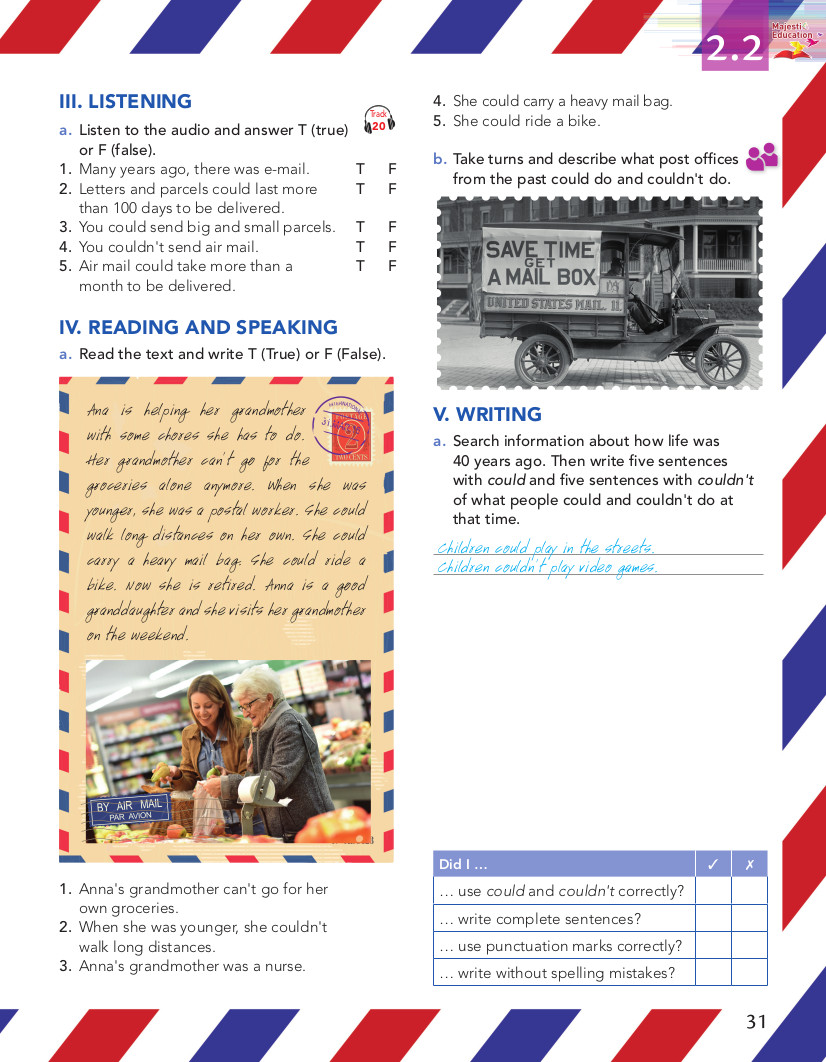 2.2
Majesti
Education
III. LISTENING
Track
20
a. Listen to the audio and answer T (true)
or F (false).
1. Many years ago, there was e-mail. T F
2. Letters and parcels could last more T F
than 100 days to be delivered.
3. You could send big and small parcels. T F
4. You couldn't send air mail. T F
5. Air mail could take more than a T F
month to be delivered.
IV. READING AND SPEAKING
a. Read the text and write T (True) or F (False).
Ana is helping her grandmother
with some chores she has to do.
Her grandmother can't go for the
groceries alone anymore. When she was
younger, she was a postal worker. She could
walk long distances on her own. She could
carry a heavy mail bag. She could ride a
bike. Now she is retired. Anna is a good
granddaughter and she visits her grandmother
on the weekend.
TWO CENTS
BY AIR MAIL
PAR AVION
1. Anna's grandmother can't go for her
own groceries.
2. When she was younger, she couldn't
walk long distances.
3. Anna's grandmother was a nurse.
4. She could carry a heavy mail bag.
5. She could ride a bike.
b. Take turns and describe what post offices
from the past could do and couldn't do.
SAVE TIME
GET
A MAIL BOX
UNITED STATES MAIL. 11.
V. WRITING
a. Search information about how life was
40 years ago. Then write five sentences
with could and five sentences with couldn't
of what people could and couldn't do at
that time.
Children could play in the streets.
Children couldn't play video games.
Did I ... ✓ ✗
... use could and couldn't correctly?
... write complete sentences?
... use punctuation marks correctly?
... write without spelling mistakes?
31